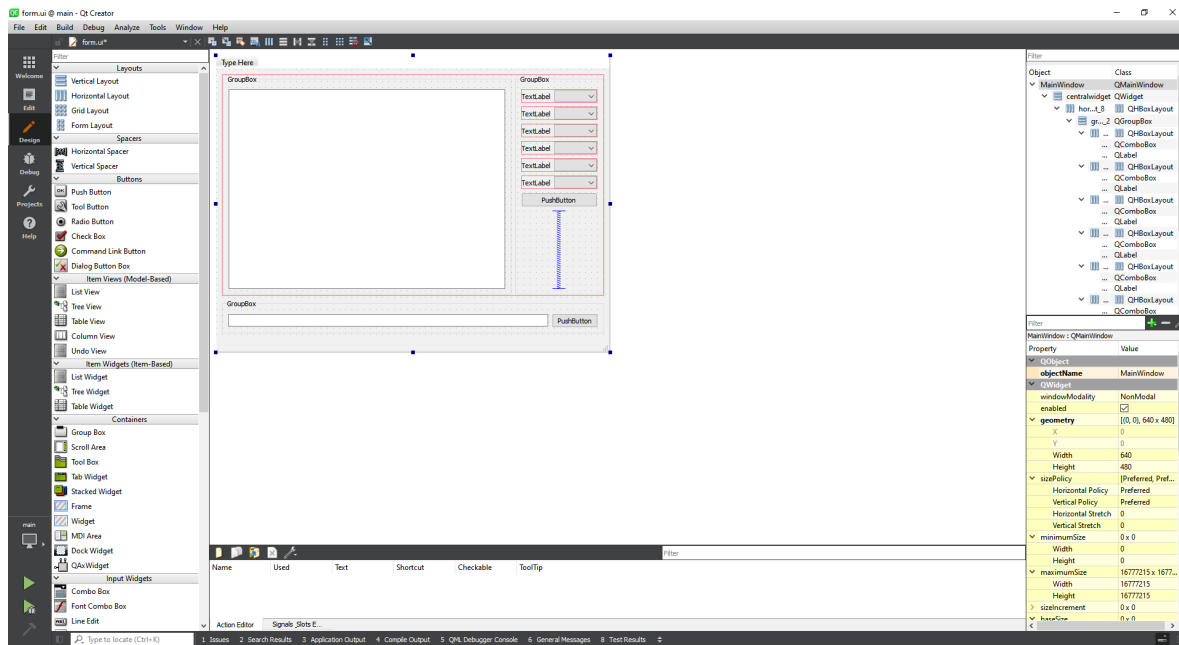 form.ui @ main - Qt Creator
File Edit Build Debug Analyze Tools Window Help
form.ui*
Welcome
Edit
Design
Debug
Projects
Help
main
Filter
Layouts
Vertical Layout
Horizontal Layout
Grid Layout
Form Layout
Spacers
Horizontal Spacer
Vertical Spacer
Buttons
Push Button
Tool Button
Radio Button
Check Box
Command Link Button
Dialog Button Box
Item Views (Model-Based)
List View
Tree View
Table View
Column View
Undo View
Item Widgets (Item-Based)
List Widget
Tree Widget
Table Widget
Containers
Group Box
Scroll Area
Tool Box
Tab Widget
Stacked Widget
Frame
Widget
MDI Area
Dock Widget
QAxWidget
Input Widgets
Combo Box
Font Combo Box
Line Edit
Type Here
GroupBox
GroupBox
TextLabel
TextLabel
TextLabel
TextLabel
TextLabel
TextLabel
PushButton
GroupBox
PushButton
Filter
Name Used Text Shortcut Checkable ToolTip
Action Editor Signals _Slots E...
Filter
Object Class
MainWindow QMainWindow
centralwidget QWidget
hor...t_8 QHBoxLayout
gr..._2 QGroupBox
... QHBoxLayout
... QComboBox
... QLabel
... QHBoxLayout
... QComboBox
... QLabel
... QHBoxLayout
... QComboBox
... QLabel
... QHBoxLayout
... QComboBox
... QLabel
... QHBoxLayout
... QComboBox
... QLabel
... QHBoxLayout
... QComboBox
Filter
MainWindow : QMainWindow
Property Value
QObject
objectName MainWindow
QWidget
windowModality NonModal
enabled
geometry [(0, 0), 640 x 480]
X 0
Y 0
Width 640
Height 480
sizePolicy [Preferred, Pref...
Horizontal Policy Preferred
Vertical Policy Preferred
Horizontal Stretch 0
Vertical Stretch 0
minimumSize 0 x 0
Width 0
Height 0
maximumSize 16777215 x 1677...
Width 16777215
Height 16777215
sizeIncrement 0 x 0
baseSize 0 x 0
Type to locate (Ctrl+K) 1 Issues 2 Search Results 3 Application Output 4 Compile Output 5 QML Debugger Console 6 General Messages 8 Test Results